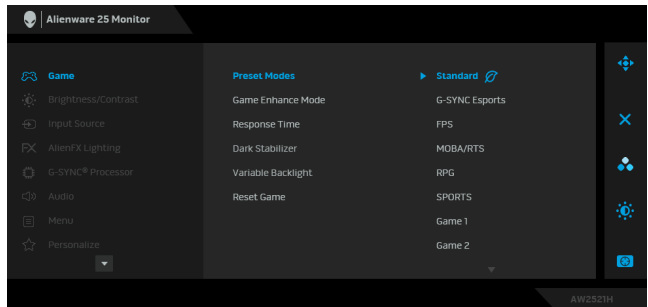 Alienware 25 Monitor
Game
Preset Modes
Standard
Brightness/Contrast
Game Enhance Mode
G-SYNC Esports
Input Source
Response Time
FPS
FX
AlienFX Lighting
Dark Stabilizer
MOBA/RTS
G-SYNC® Processor
Variable Backlight
RPG
Audio
Reset Game
SPORTS
Menu
Game 1
Personalize
Game 2
AW2521H